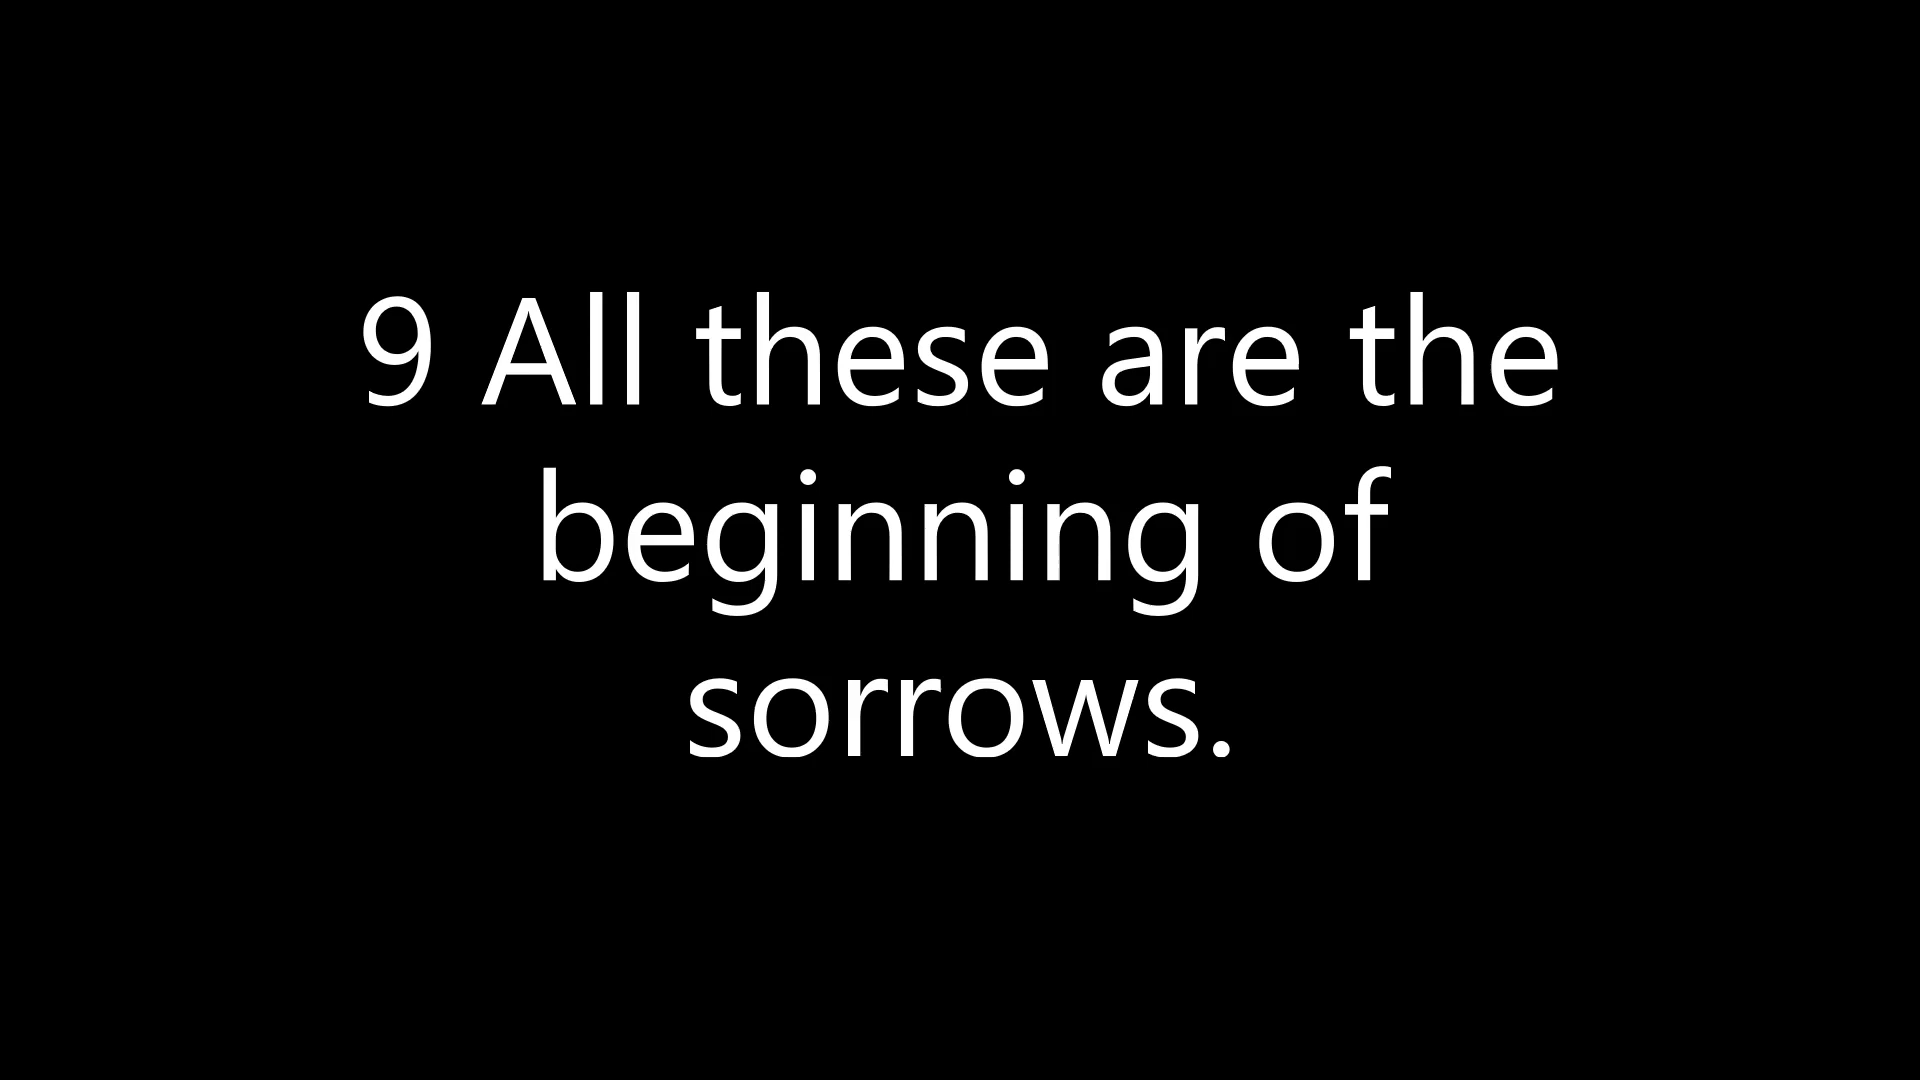 9 All these are the
beginning of
sorrows.